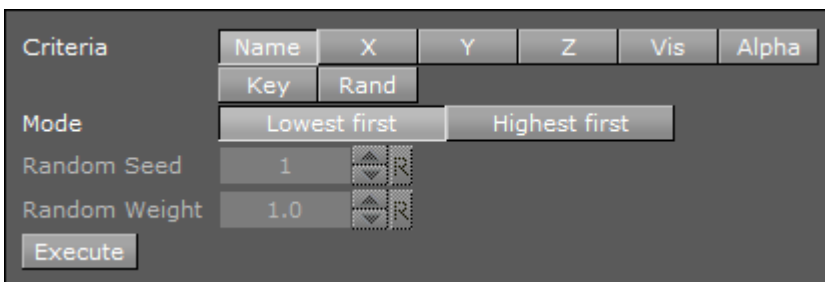 Criteria Name X Y Z Vis Alpha
Key Rand
Mode Lowest first Highest first
Random Seed 1 R
Random Weight 1.0 R
Execute